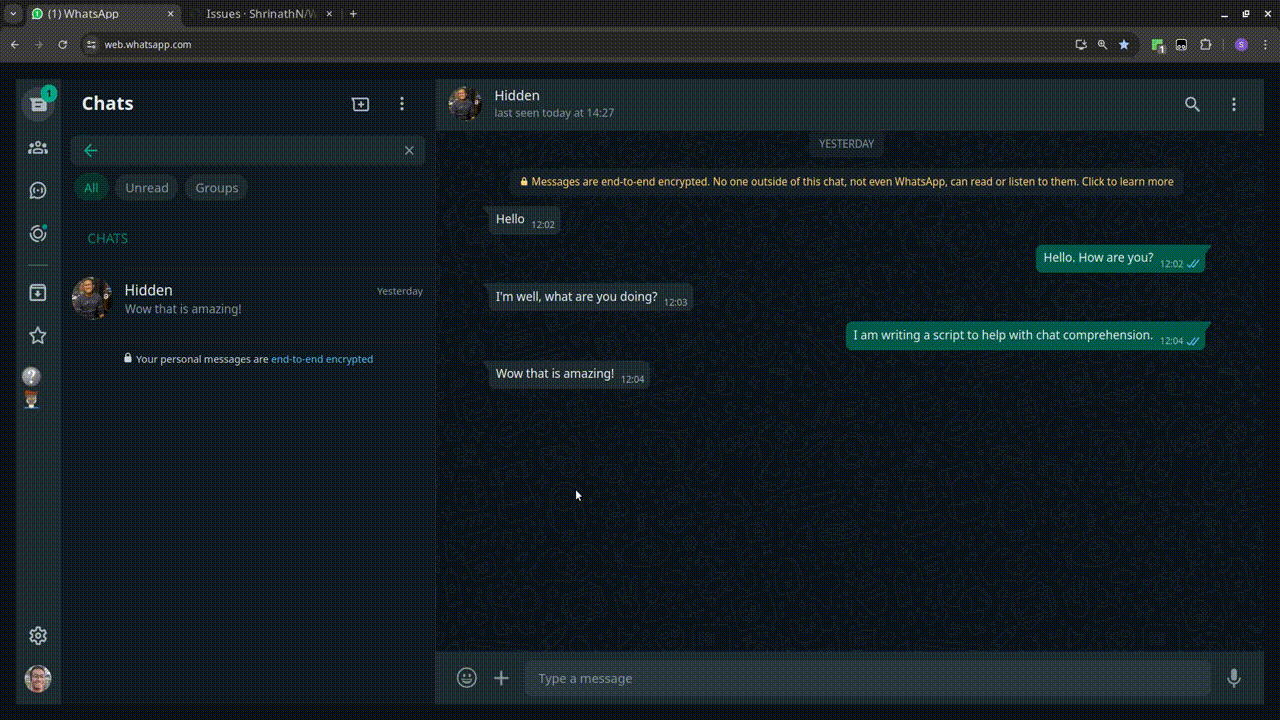 (1) WhatsApp
Issues · ShrinathN/W
web.whatsapp.com
1
S
1
Chats
All
Unread
Groups
CHATS
Hidden
Yesterday
Wow that is amazing!
Your personal messages are end-to-end encrypted
Hidden
last seen today at 14:27
YESTERDAY
Messages are end-to-end encrypted. No one outside of this chat, not even WhatsApp, can read or listen to them. Click to learn more
Hello 12:02
Hello. How are you? 12:02
I'm well, what are you doing? 12:03
I am writing a script to help with chat comprehension. 12:04
Wow that is amazing! 12:04
?
Type a message